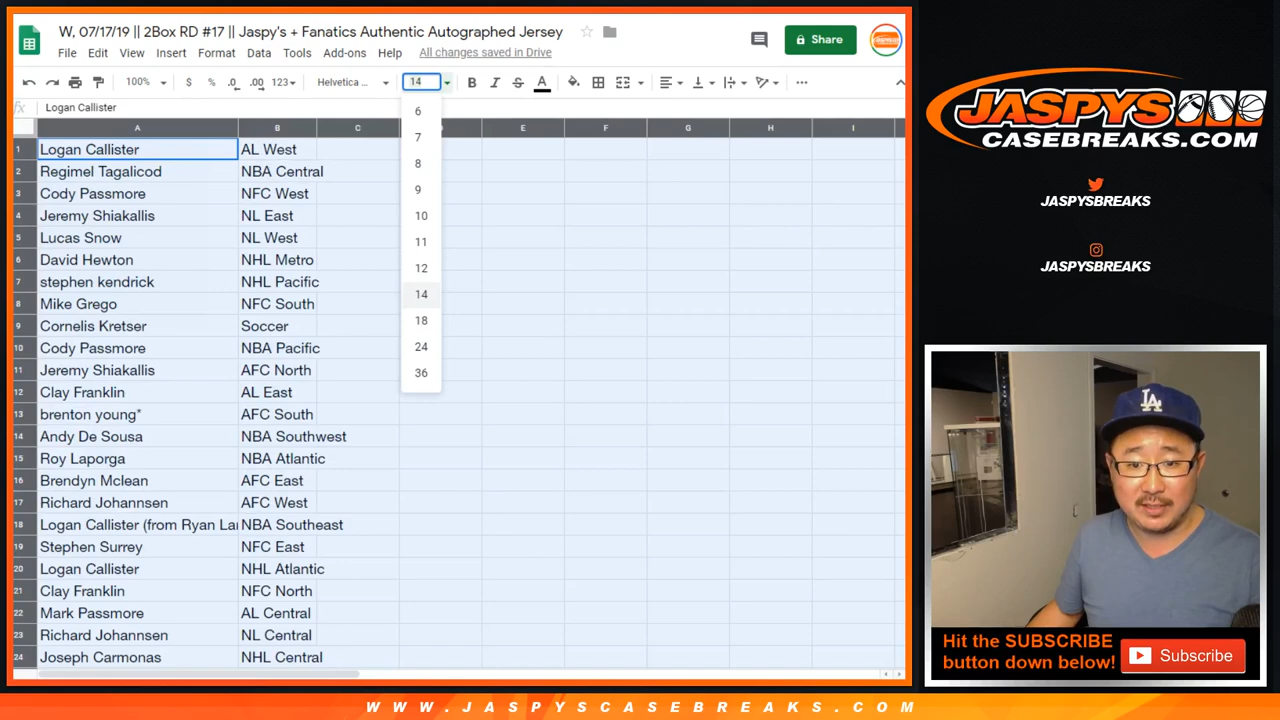 W, 07/17/19 || 2Box RD #17 || Jaspy's + Fanatics Authentic Autographed Jersey
Share
File Edit View Insert Format Data Tools Add-ons Help All changes saved in Drive
100% $ % .0 .00 123 Helvetica ... 14 B I S A
fx Logan Callister
A B C E F G H I
1 Logan Callister AL West
2 Regimel Tagalicod NBA Central
3 Cody Passmore NFC West
4 Jeremy Shiakallis NL East
5 Lucas Snow NL West
6 David Hewton NHL Metro
7 stephen kendrick NHL Pacific
8 Mike Grego NFC South
9 Cornelis Kretser Soccer
10 Cody Passmore NBA Pacific
11 Jeremy Shiakallis AFC North
12 Clay Franklin AL East
13 brenton young* AFC South
14 Andy De Sousa NBA Southwest
15 Roy Laporga NBA Atlantic
16 Brendyn Mclean AFC East
17 Richard Johannsen AFC West
18 Logan Callister (from Ryan Lar NBA Southeast
19 Stephen Surrey NFC East
20 Logan Callister NHL Atlantic
21 Clay Franklin NFC North
22 Mark Passmore AL Central
23 Richard Johannsen NL Central
24 Joseph Carmonas NHL Central
6
7
8
9
10
11
12
14
18
24
36
JASPYS
CASEBREAKS.COM
JASPYSBREAKS
JASPYSBREAKS
LA
Hit the SUBSCRIBE
button down below!
Subscribe
WWW.JASPYSCASEBREAKS.COM